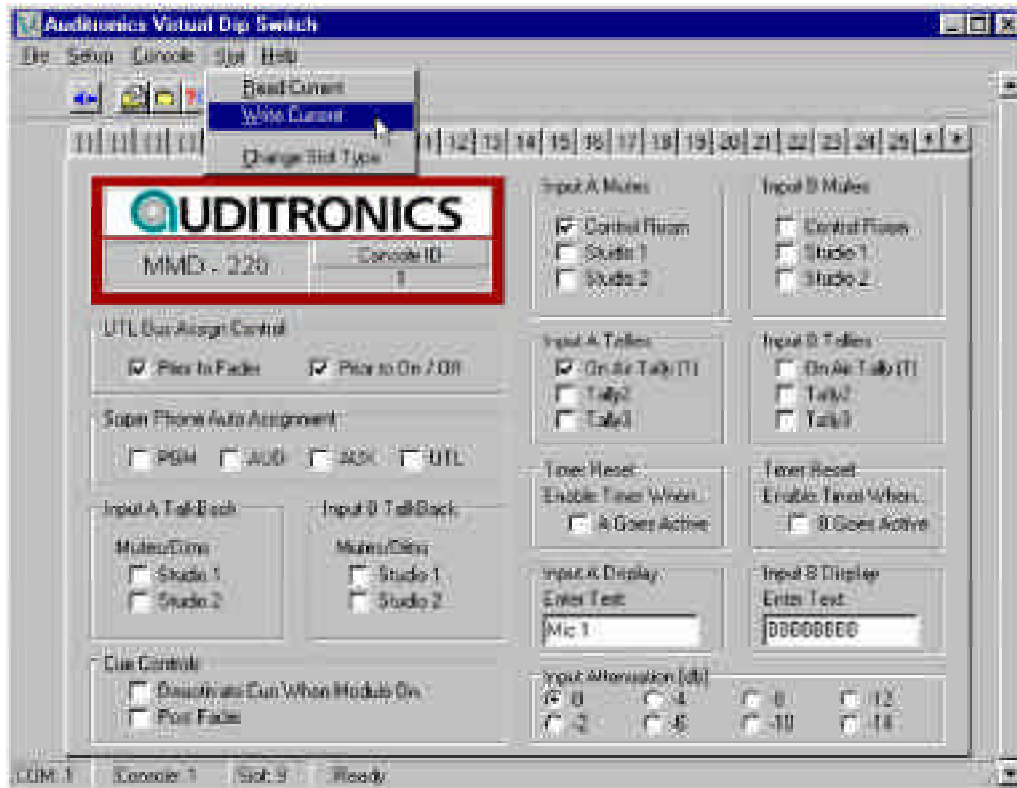 Auditronics Virtual Dip Switch
File Setup Console Slot Help
Read Current
Write Current
Change Slot Type
11 12 13 14 15 16 17 18 19 20 21 22 23 24 25
AUDITRONICS
MMD - 220
Console ID
1
UTL Bus Assign Control
Prior to Fader Prior to On / Off
Super Phone Auto Assignment
PGM AUD AUX UTL
Input A TalkBack
Mutes/Dims
Studio 1
Studio 2
Input B TalkBack
Mutes/Dims
Studio 1
Studio 2
Cue Controls
Deactivate Cue When Module On
Post Fader
Input A Mutes
Control Room
Studio 1
Studio 2
Input B Mutes
Control Room
Studio 1
Studio 2
Input A Tallies
On Air Tally (T)
Tally2
Tally3
Input B Tallies
On Air Tally (T)
Tally2
Tally3
Timer Reset
Enable Timer When...
A Goes Active
Timer Reset
Enable Timer When...
B Goes Active
Input A Display
Enter Text
Mic 1
Input B Display
Enter Text
Input Attenuation (db)
0 -4 -8 -12
-2 -6 -10 -14
COM: 1 Console: 1 Slot: 9 Ready